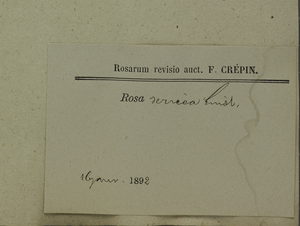 Rosarum revisio auct. F. CRÉPIN.
Rosa sericea Lindl.
1892